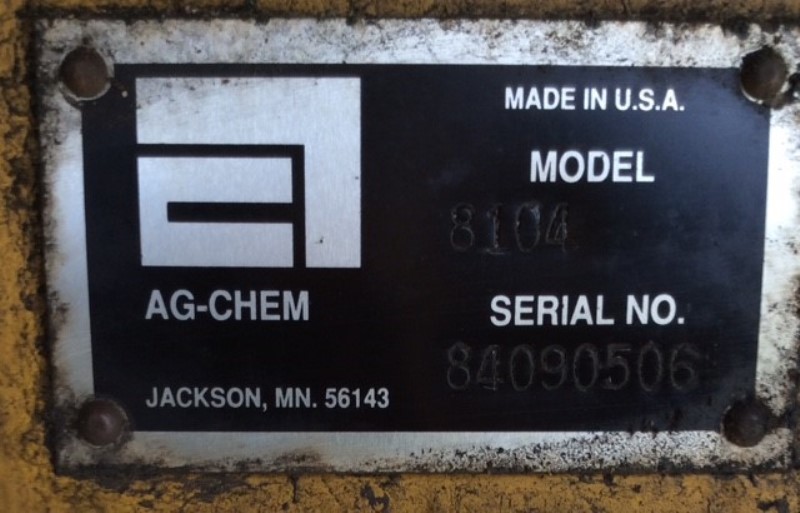 MADE IN U.S.A.
MODEL
8104
AG-CHEM
SERIAL NO.
84090506
JACKSON, MN. 56143